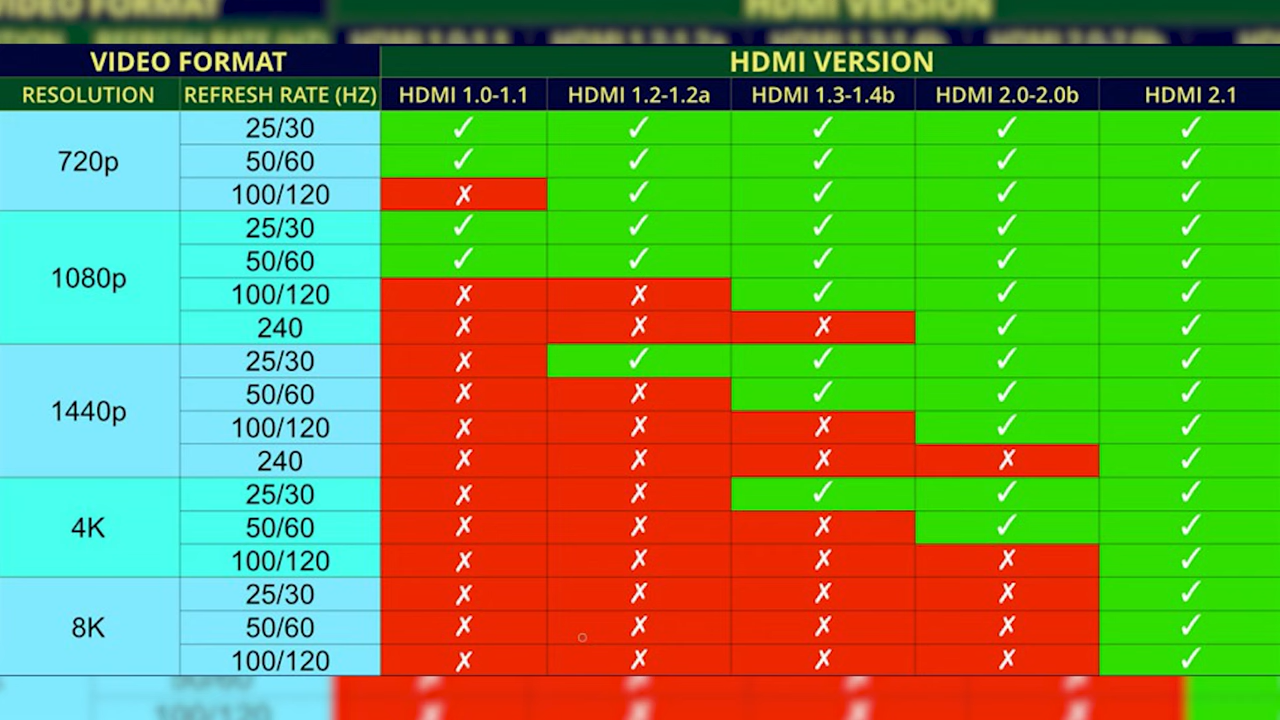 VIDEO FORMAT HDMI VERSION
RESOLUTION REFRESH RATE (HZ) HDMI 1.0-1.1 HDMI 1.2-1.2a HDMI 1.3-1.4b HDMI 2.0-2.0b HDMI 2.1
720p 25/30 ✓ ✓ ✓ ✓ ✓
50/60 ✓ ✓ ✓ ✓ ✓
100/120 ✗ ✓ ✓ ✓ ✓
1080p 25/30 ✓ ✓ ✓ ✓ ✓
50/60 ✓ ✓ ✓ ✓ ✓
100/120 ✗ ✗ ✓ ✓ ✓
240 ✗ ✗ ✗ ✓ ✓
1440p 25/30 ✗ ✓ ✓ ✓ ✓
50/60 ✗ ✗ ✓ ✓ ✓
100/120 ✗ ✗ ✗ ✓ ✓
240 ✗ ✗ ✗ ✗ ✓
4K 25/30 ✗ ✗ ✓ ✓ ✓
50/60 ✗ ✗ ✗ ✓ ✓
100/120 ✗ ✗ ✗ ✗ ✓
8K 25/30 ✗ ✗ ✗ ✗ ✓
50/60 ✗ ✗ ✗ ✗ ✓
100/120 ✗ ✗ ✗ ✗ ✓